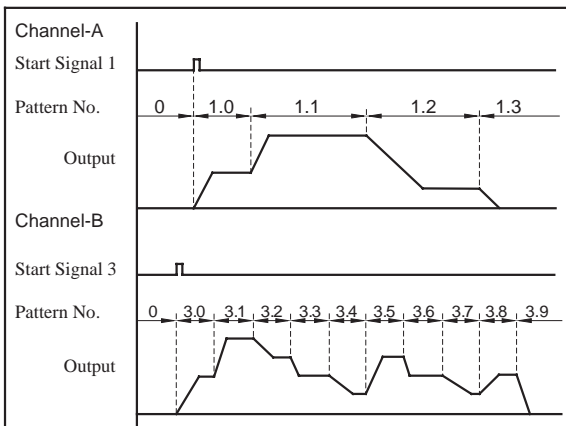 Channel-A
Start Signal 1
Pattern No. 0 1.0 1.1 1.2 1.3
Output
Channel-B
Start Signal 3
Pattern No. 0 3.0 3.1 3.2 3.3 3.4 3.5 3.6 3.7 3.8 3.9
Output